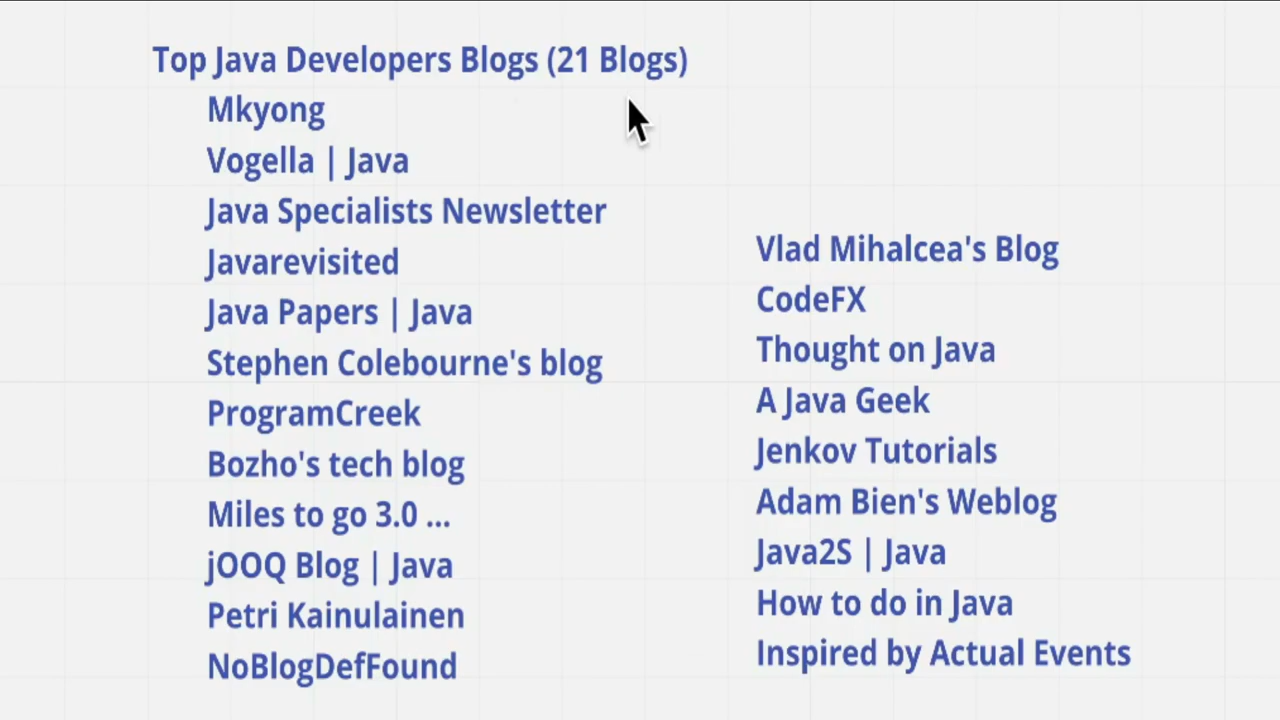 Top Java Developers Blogs (21 Blogs)
Mkyong
Vogella | Java
Java Specialists Newsletter
Javarevisited
Java Papers | Java
Stephen Colebourne's blog
ProgramCreek
Bozho's tech blog
Miles to go 3.0 ...
jOOQ Blog | Java
Petri Kainulainen
NoBlogDefFound
Vlad Mihalcea's Blog
CodeFX
Thought on Java
A Java Geek
Jenkov Tutorials
Adam Bien's Weblog
Java2S | Java
How to do in Java
Inspired by Actual Events